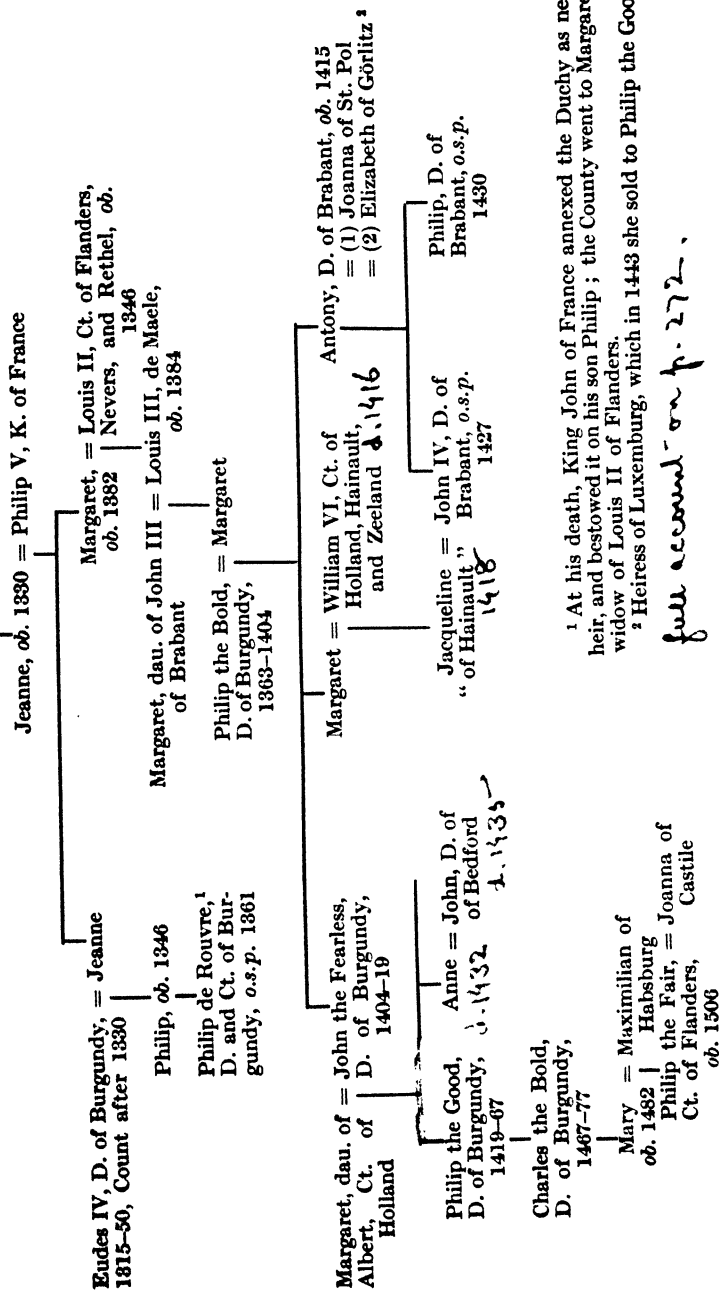 Jeanne, ob. 1330 = Philip V, K. of France
Eudes IV, D. of Burgundy, = Jeanne
1315–50, Count after 1330
Margaret, = Louis II, Ct. of Flanders,
ob. 1382 Nevers, and Rethel, ob.
1346
Philip, ob. 1346
Margaret, dau. of John III = Louis III, de Maele,
of Brabant ob. 1384
Philip de Rouvre,¹
D. and Ct. of Bur-
gundy, o.s.p. 1361
Philip the Bold, = Margaret
D. of Burgundy,
1363–1404
Margaret, dau. of = John the Fearless,
Albert, Ct. of D. of Burgundy,
Holland 1404–19
Margaret = William VI, Ct. of
Holland, Hainault,
and Zeeland d. 1416
Antony, D. of Brabant, ob. 1415
= (1) Joanna of St. Pol
= (2) Elizabeth of Görlitz ²
Philip the Good,
D. of Burgundy,
1419–67
Anne = John, D. of
d. 1432 of Bedford
d. 1435
Jacqueline = John IV, D. of
“ of Hainault ” Brabant, o.s.p.
1418 1427
Philip, D. of
Brabant, o.s.p.
1430
Charles the Bold,
D. of Burgundy,
1467–77
Mary = Maximilian of
ob. 1482 Habsburg
Philip the Fair, = Joanna of
Ct. of Flanders, Castile
ob. 1506
¹ At his death, King John of France annexed the Duchy as ne
heir, and bestowed it on his son Philip ; the County went to Margare
widow of Louis II of Flanders.
² Heiress of Luxemburg, which in 1443 she sold to Philip the Goo
full account on p. 272.